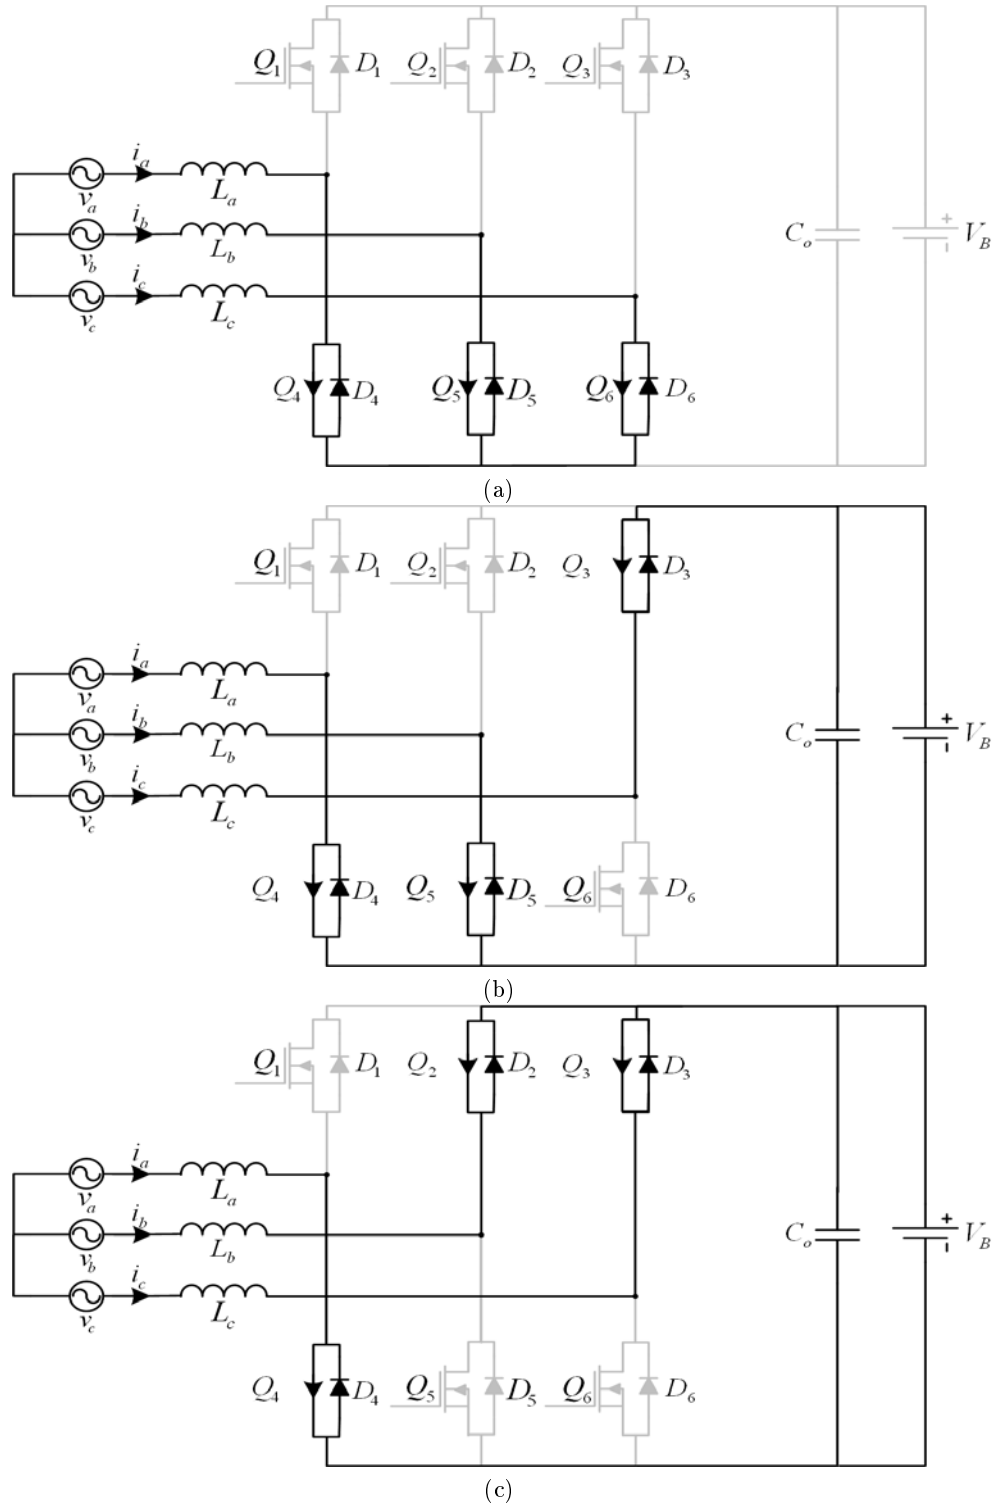 Q1 D1 Q2 D2 Q3 D3
ia
va La
ib
vb Lb
Co VB
+
-
ic
vc Lc
Q4 D4 Q5 D5 Q6 D6
(a)
Q1 D1 Q2 D2 Q3 D3
ia
va La
ib
vb Lb
Co VB
+
-
ic
vc Lc
Q4 D4 Q5 D5 Q6 D6
(b)
Q1 D1 Q2 D2 Q3 D3
ia
va La
ib
vb Lb
Co VB
+
-
ic
vc Lc
Q4 D4 Q5 D5 Q6 D6
(c)